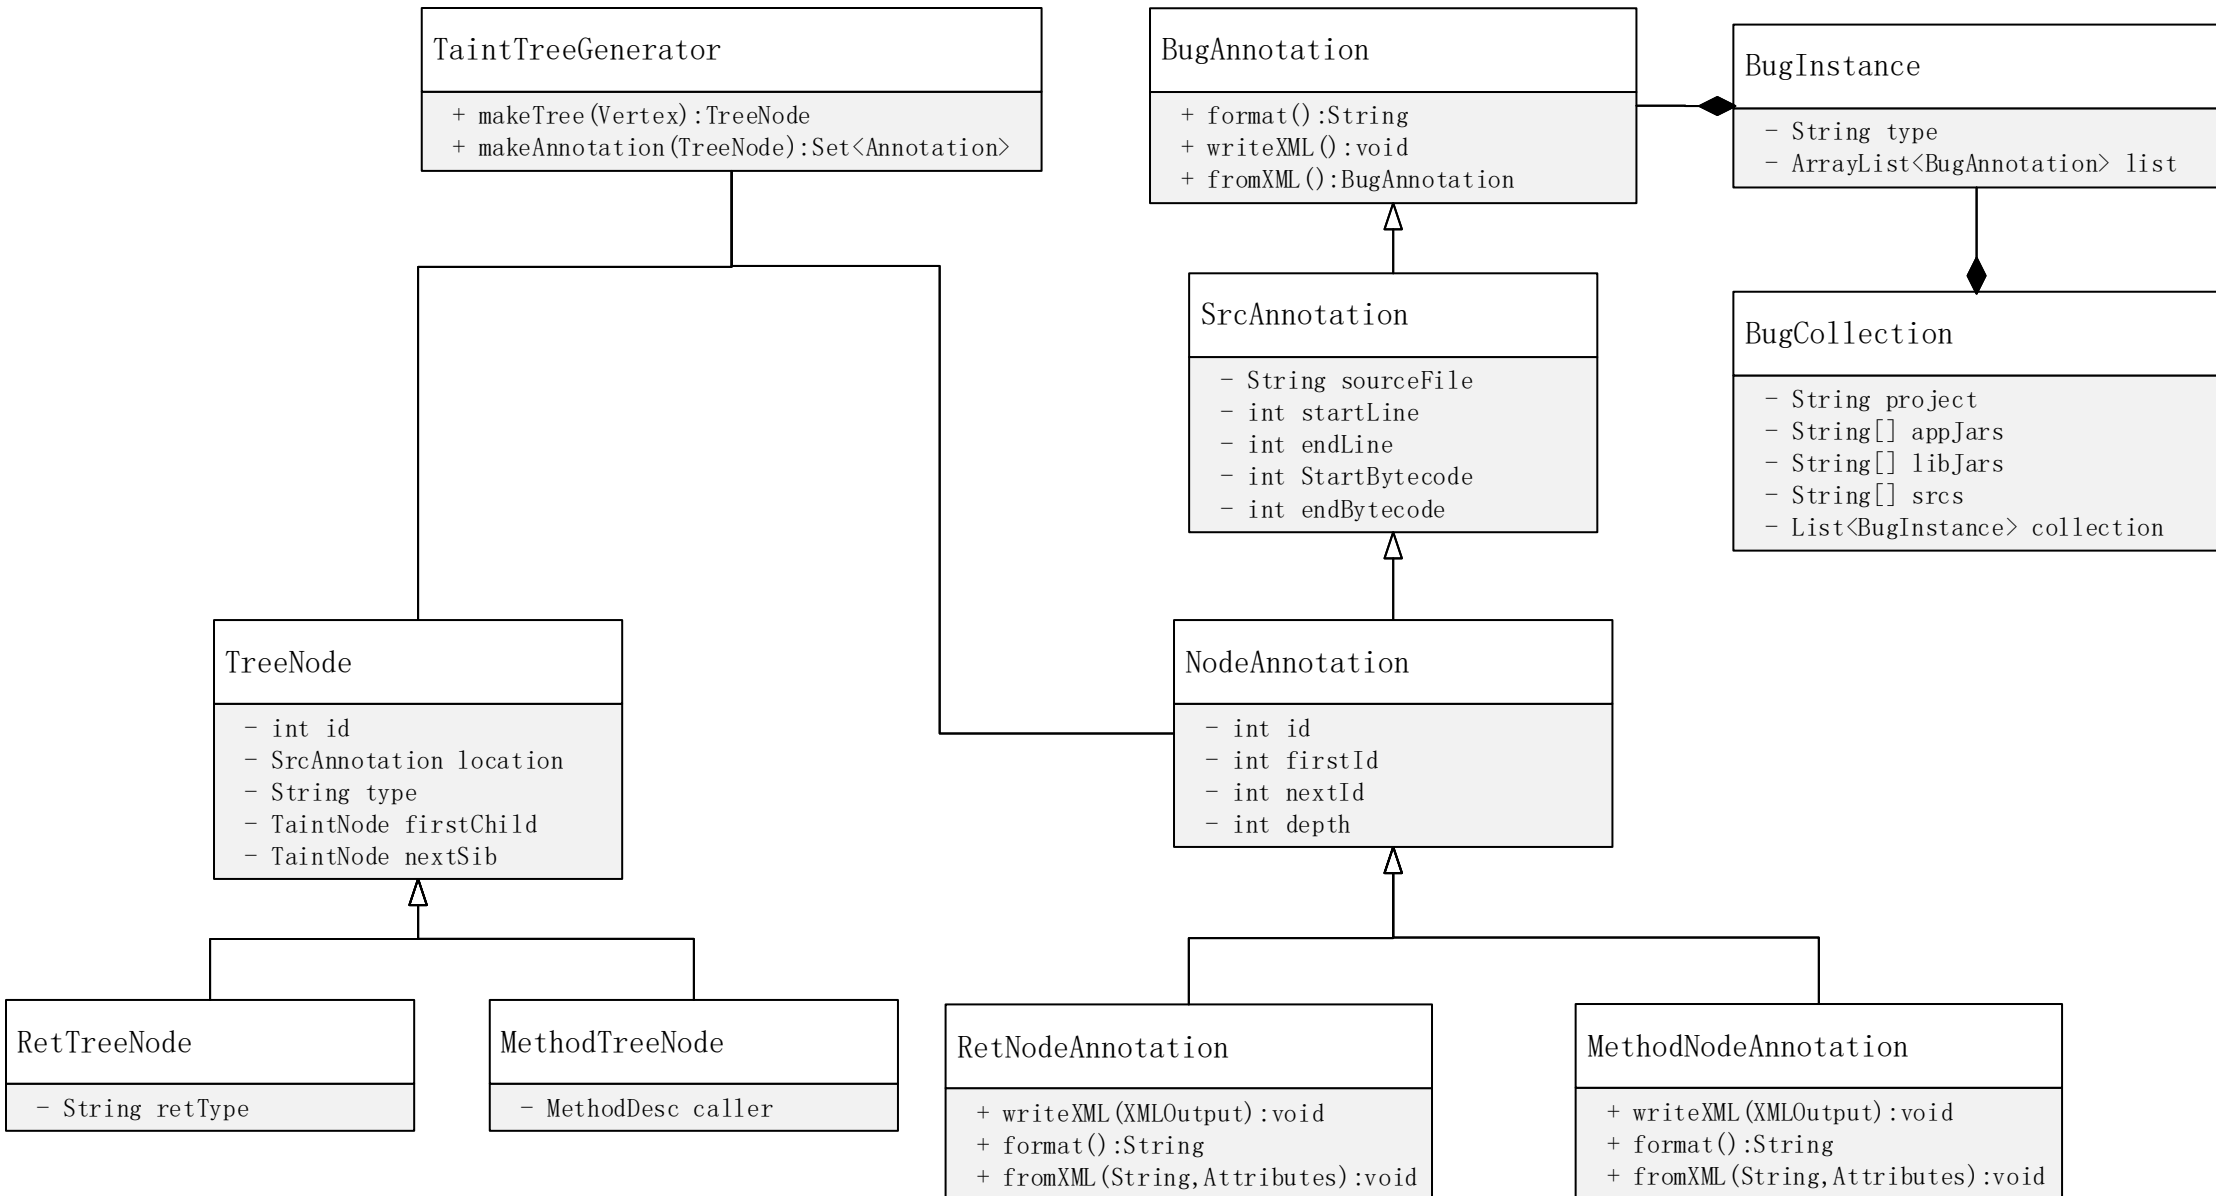 TaintTreeGenerator
+ makeTree(Vertex):TreeNode
+ makeAnnotation(TreeNode):Set<Annotation>
BugAnnotation
+ format():String
+ writeXML():void
+ fromXML():BugAnnotation
BugInstance
- String type
- ArrayList<BugAnnotation> list
SrcAnnotation
- String sourceFile
- int startLine
- int endLine
- int StartBytecode
- int endBytecode
BugCollection
- String project
- String[] appJars
- String[] libJars
- String[] srcs
- List<BugInstance> collection
TreeNode
- int id
- SrcAnnotation location
- String type
- TaintNode firstChild
- TaintNode nextSib
NodeAnnotation
- int id
- int firstId
- int nextId
- int depth
RetTreeNode
- String retType
MethodTreeNode
- MethodDesc caller
RetNodeAnnotation
+ writeXML(XMLOutput):void
+ format():String
+ fromXML(String,Attributes):void
MethodNodeAnnotation
+ writeXML(XMLOutput):void
+ format():String
+ fromXML(String,Attributes):void